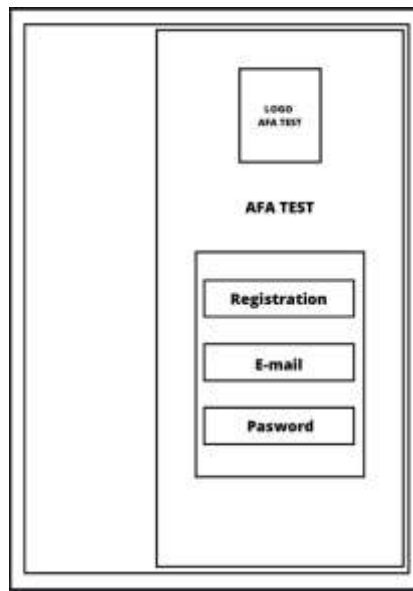 LOGO
AFA TEST
AFA TEST
Registration
E-mail
Pasword